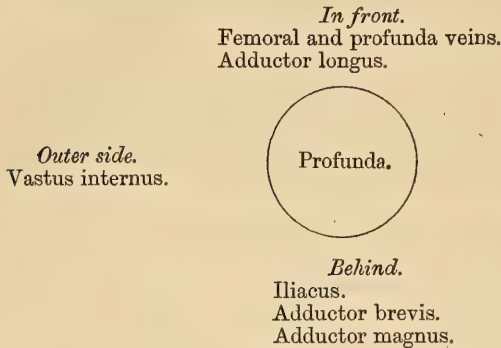 In front.
Femoral and profunda veins.
Adductor longus.
Outer side.
Vastus internus.
Profunda.
Behind.
Iliacus.
Adductor brevis.
Adductor magnus.